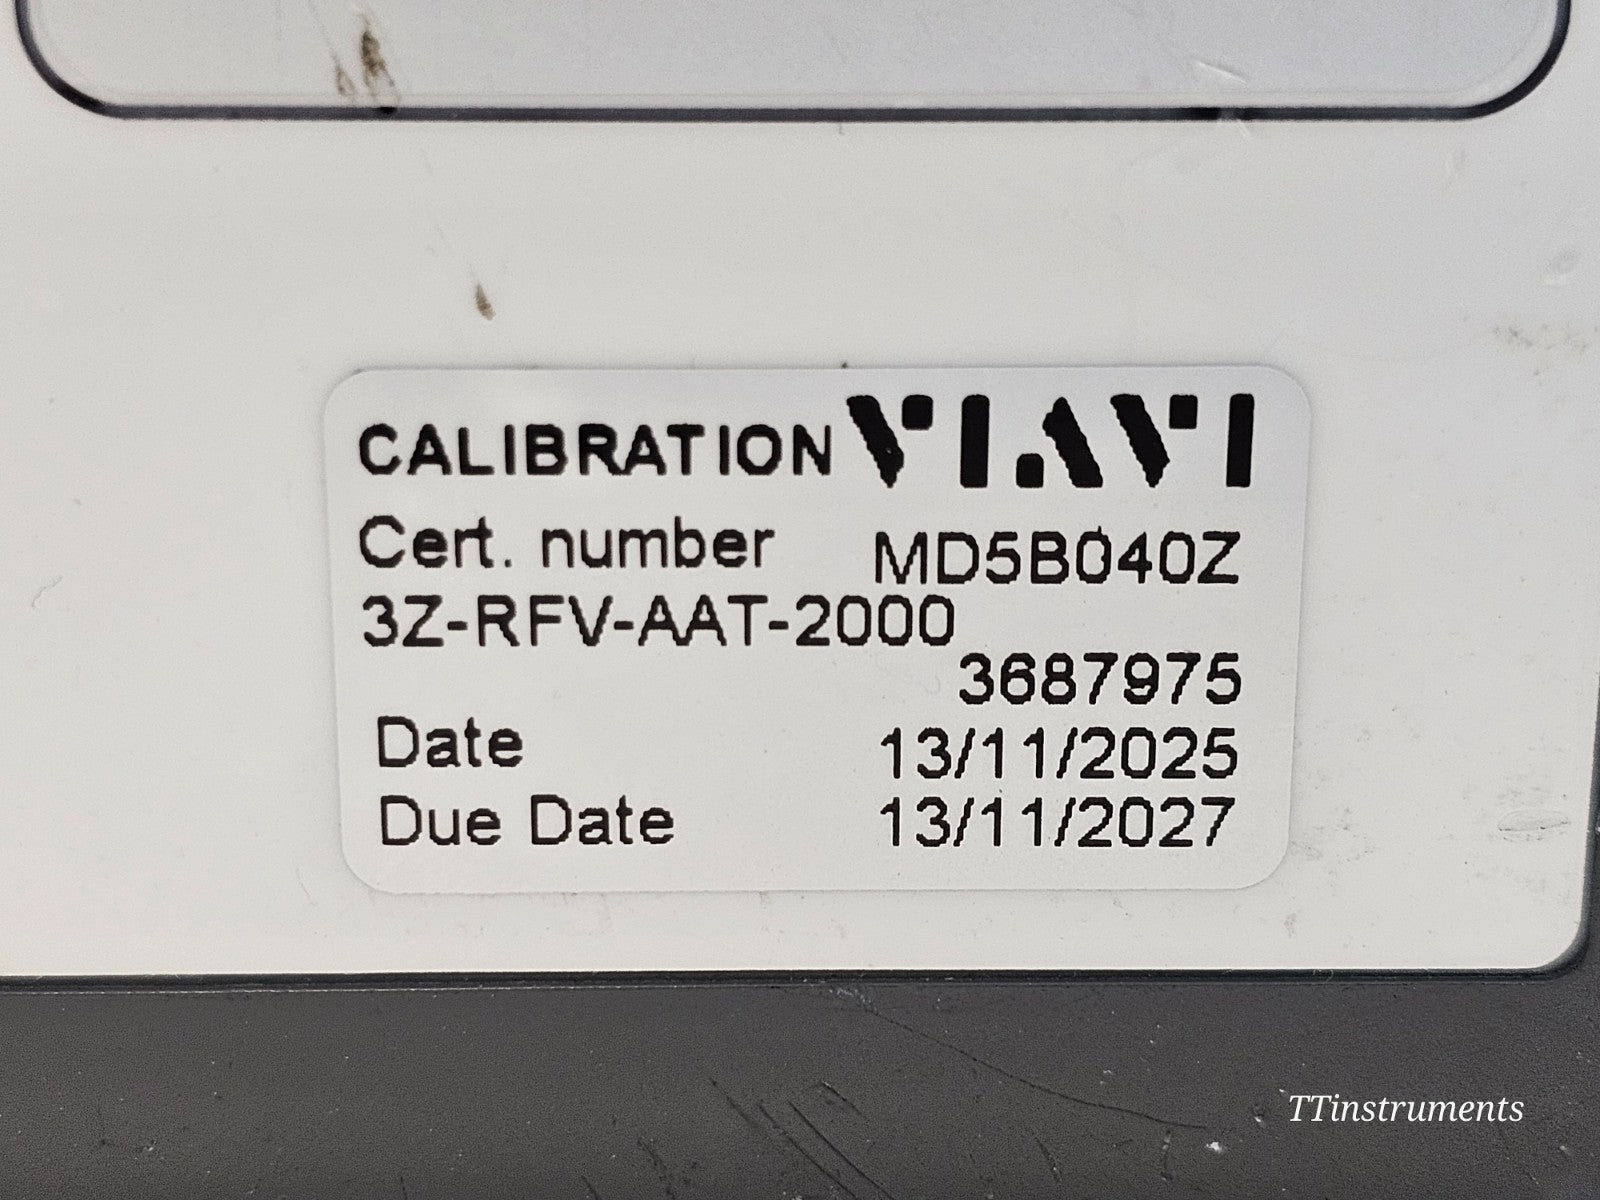 CALIBRATION VIAVI
Cert. number MD5B040Z
3Z-RFV-AAT-2000
3687975
Date 13/11/2025
Due Date 13/11/2027
TTinstruments